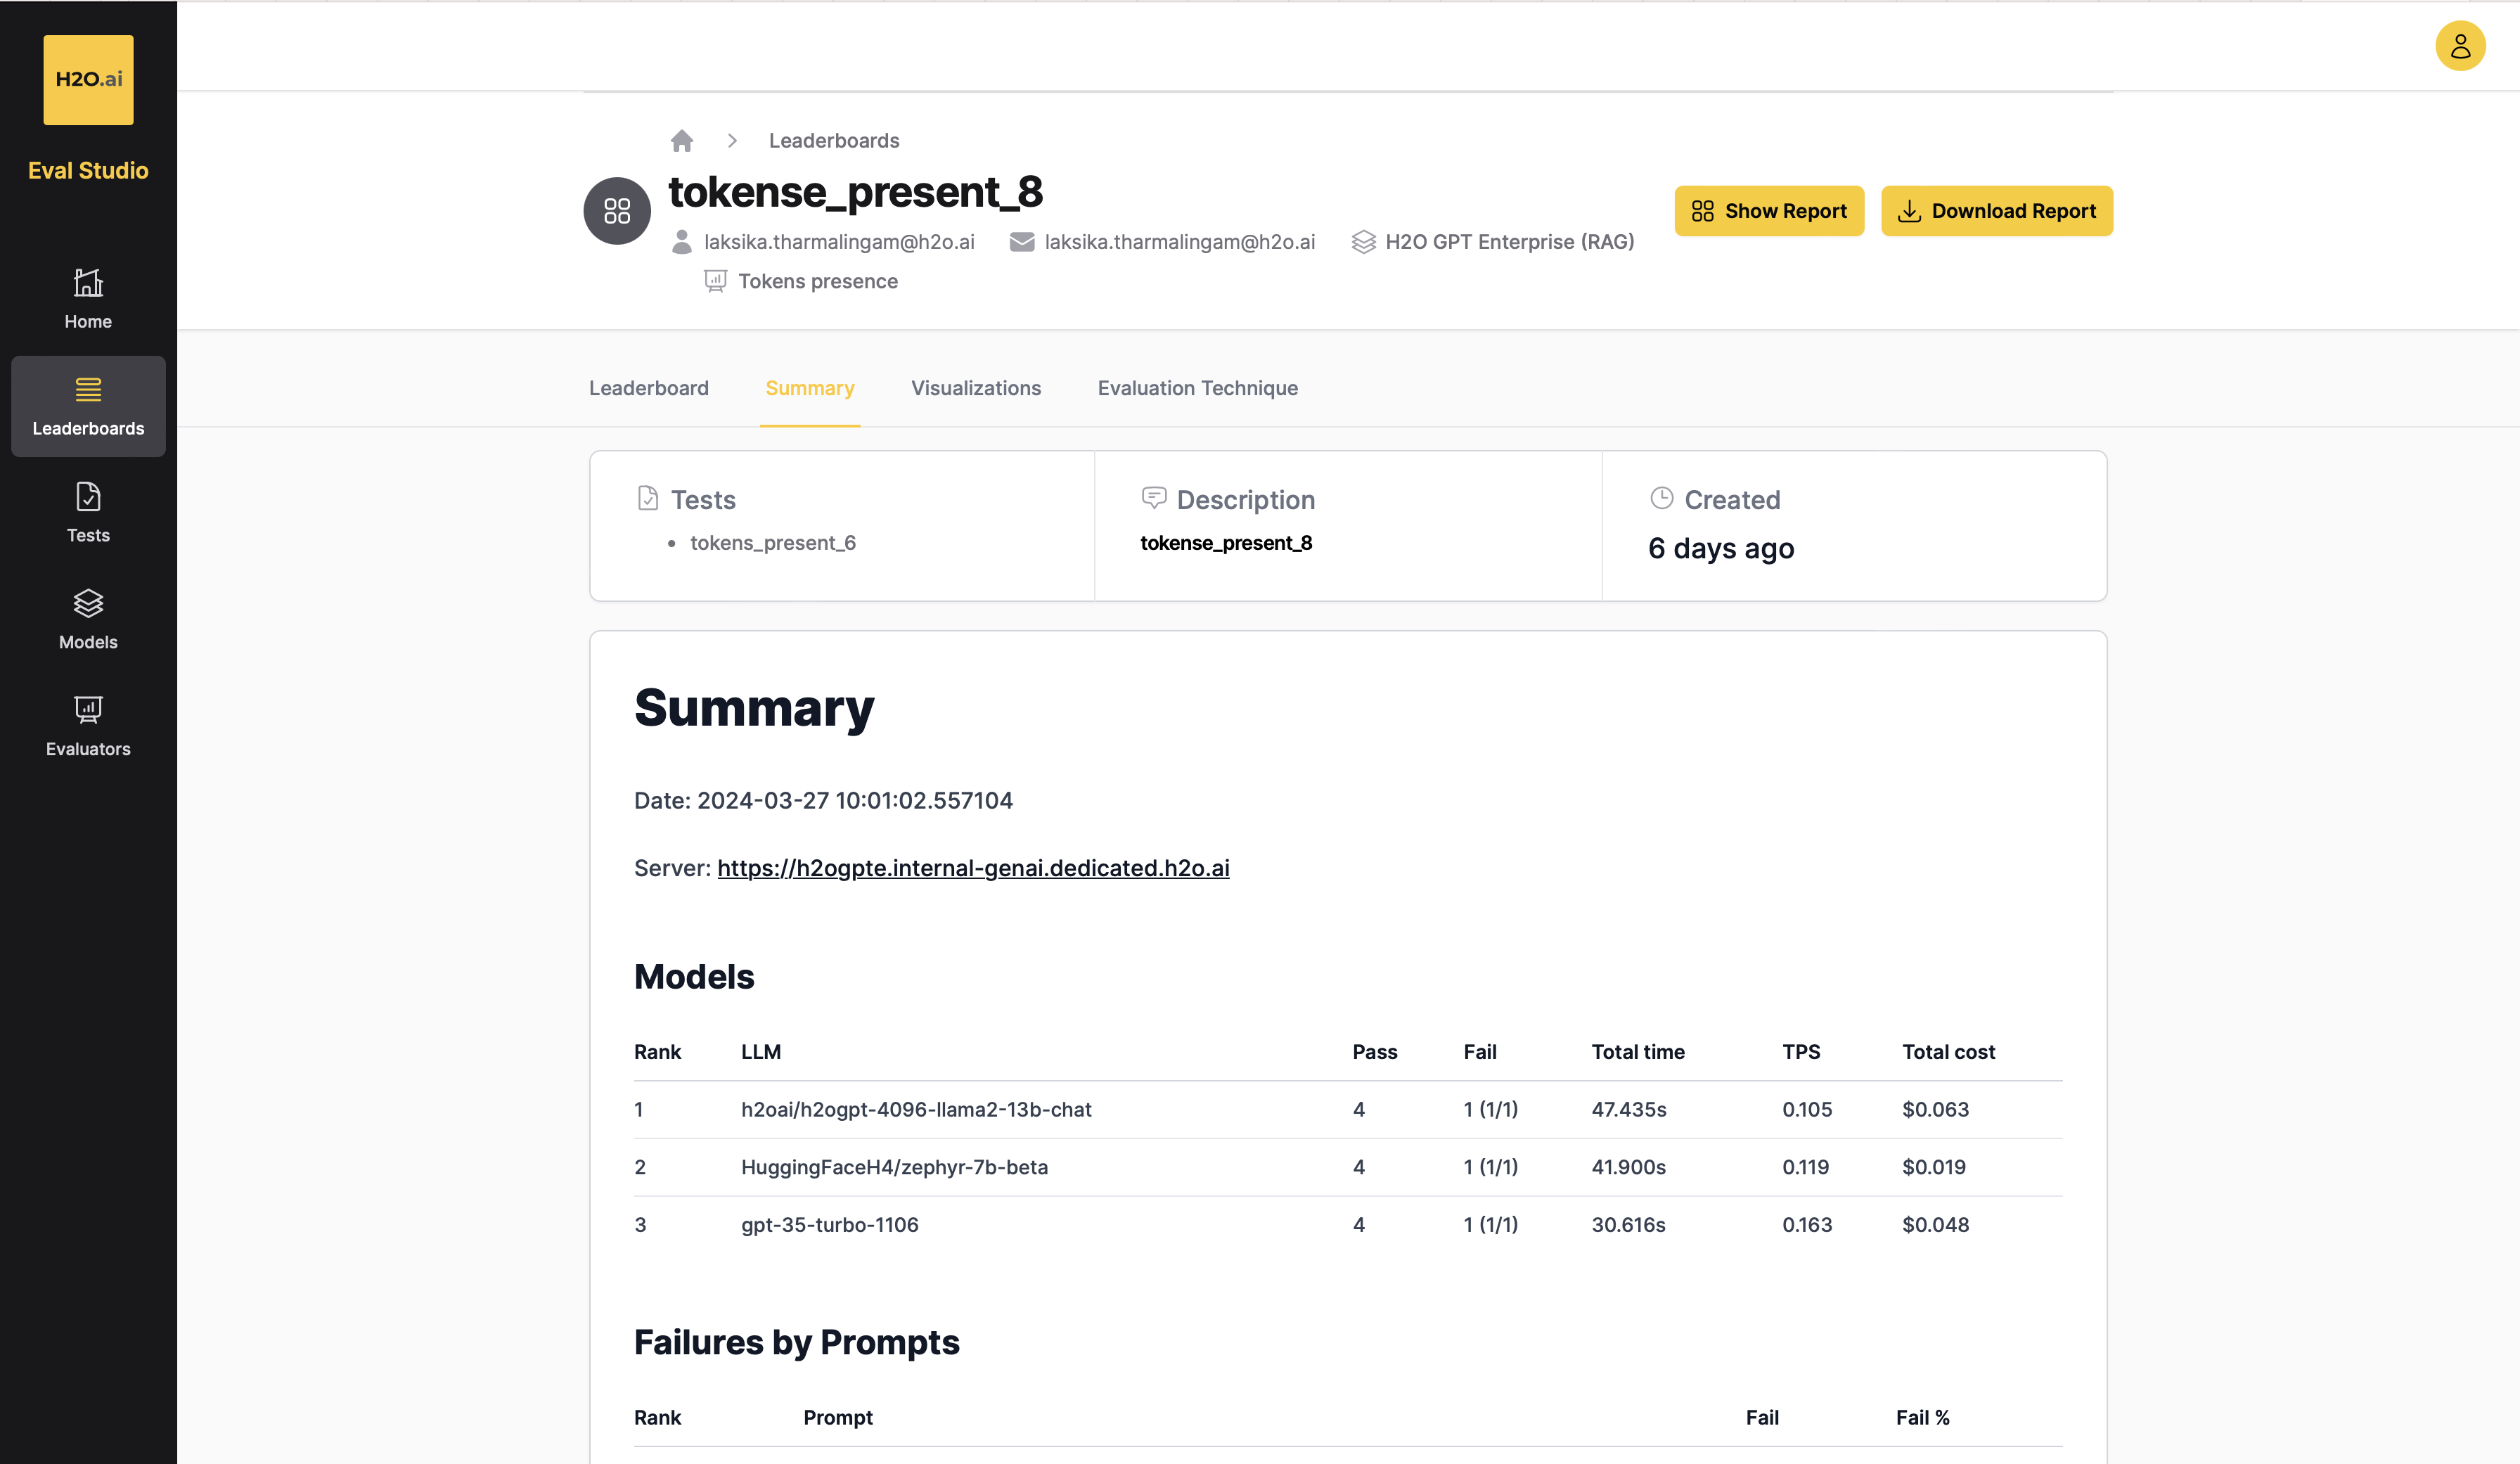 H2O.ai
Eval Studio
Home
Leaderboards
Tests
Models
Evaluators
Leaderboards
tokense_present_8
laksika.tharmalingam@h2o.ai laksika.tharmalingam@h2o.ai H2O GPT Enterprise (RAG)
Tokens presence
Show Report Download Report
Leaderboard Summary Visualizations Evaluation Technique
Tests
• tokens_present_6
Description
tokense_present_8
Created
6 days ago
Summary
Date: 2024-03-27 10:01:02.557104
Server: https://h2ogpte.internal-genai.dedicated.h2o.ai
Models
Rank LLM Pass Fail Total time TPS Total cost
1 h2oai/h2ogpt-4096-llama2-13b-chat 4 1 (1/1) 47.435s 0.105 $0.063
2 HuggingFaceH4/zephyr-7b-beta 4 1 (1/1) 41.900s 0.119 $0.019
3 gpt-35-turbo-1106 4 1 (1/1) 30.616s 0.163 $0.048
Failures by Prompts
Rank Prompt Fail Fail %